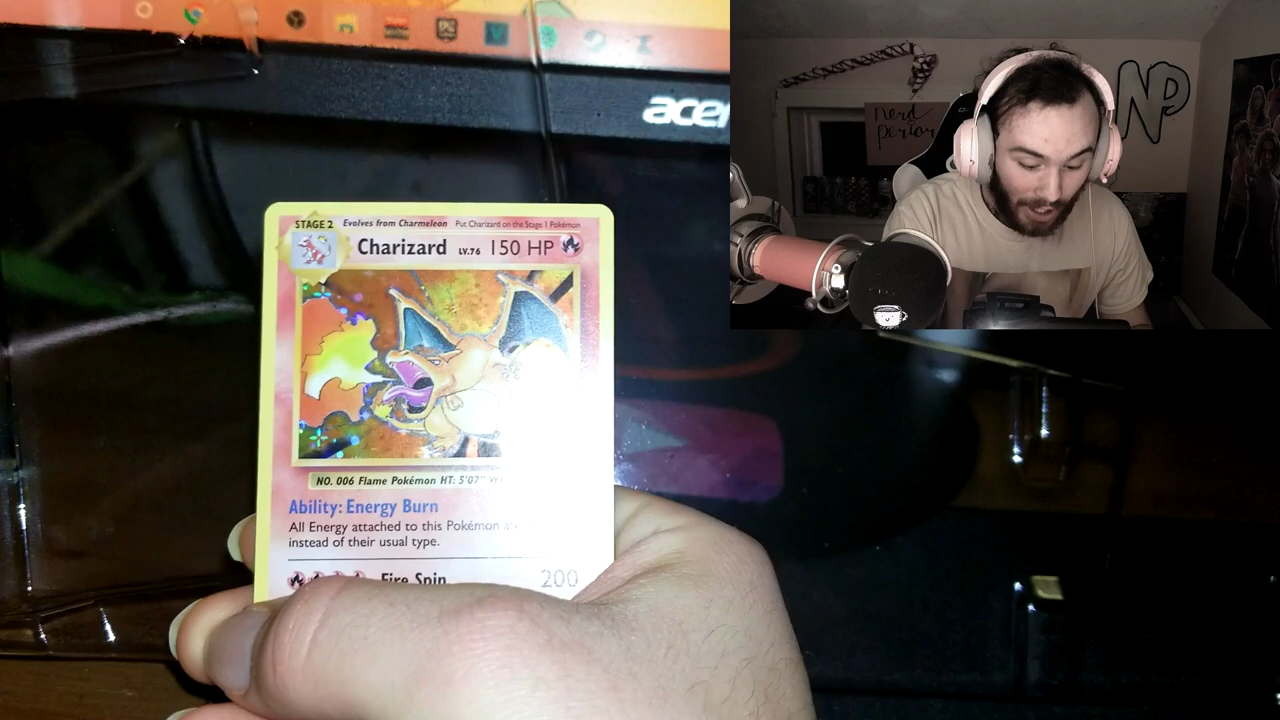 acer
nerd
perior
NP
STAGE 2 Evolves from Charmeleon Put Charizard on the Stage 1 Pokémon
Charizard LV.76 150 HP
NO. 006 Flame Pokémon HT: 5'07"
Ability: Energy Burn
All Energy attached to this Pokémon
instead of their usual type.
Fire Spin 200